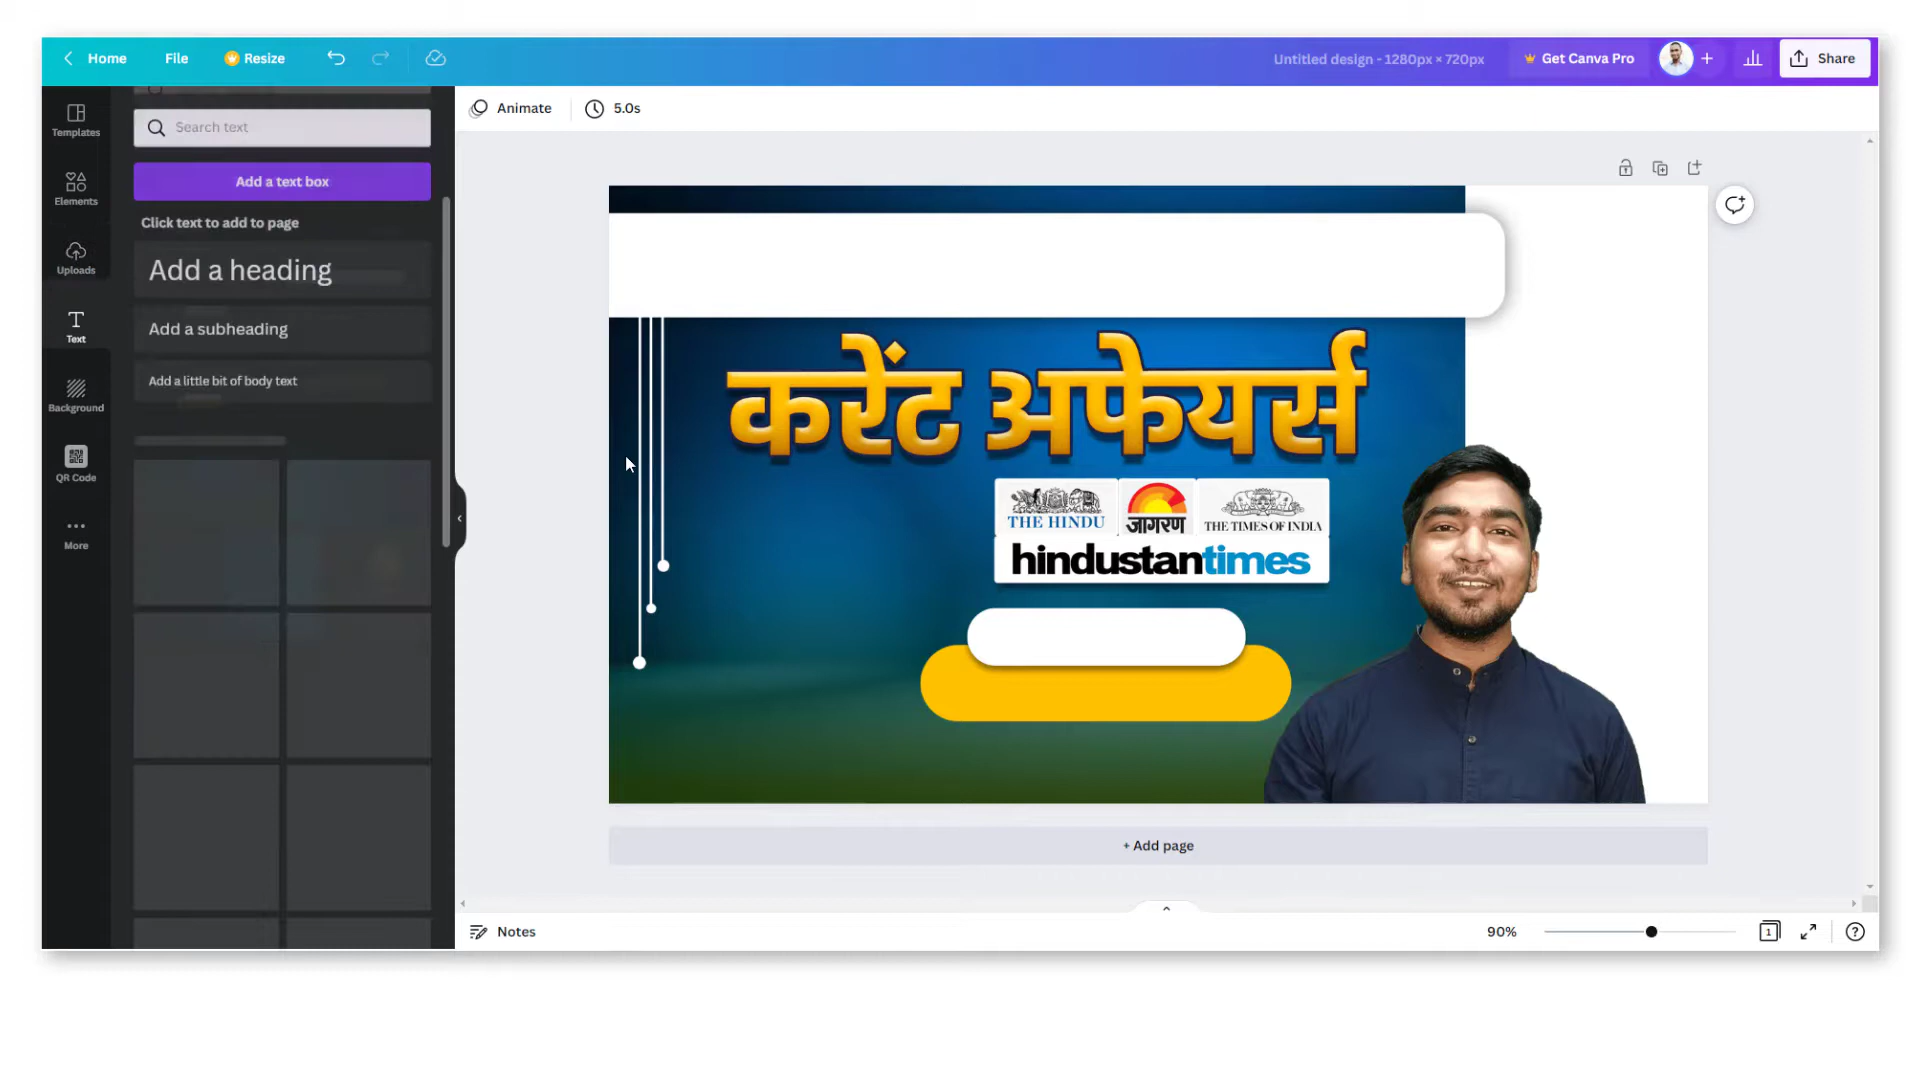 Home File Resize Untitled design - 1280px × 720px Get Canva Pro + Share
Animate 5.0s
Templates
Elements
Uploads
Text
Background
QR Code
More
Search text
Add a text box
Click text to add to page
Add a heading
Add a subheading
Add a little bit of body text
करेंट अफेयर्स
THE HINDU जागरण THE TIMES OF INDIA
hindustantimes
+ Add page
Notes 90% 1 ?